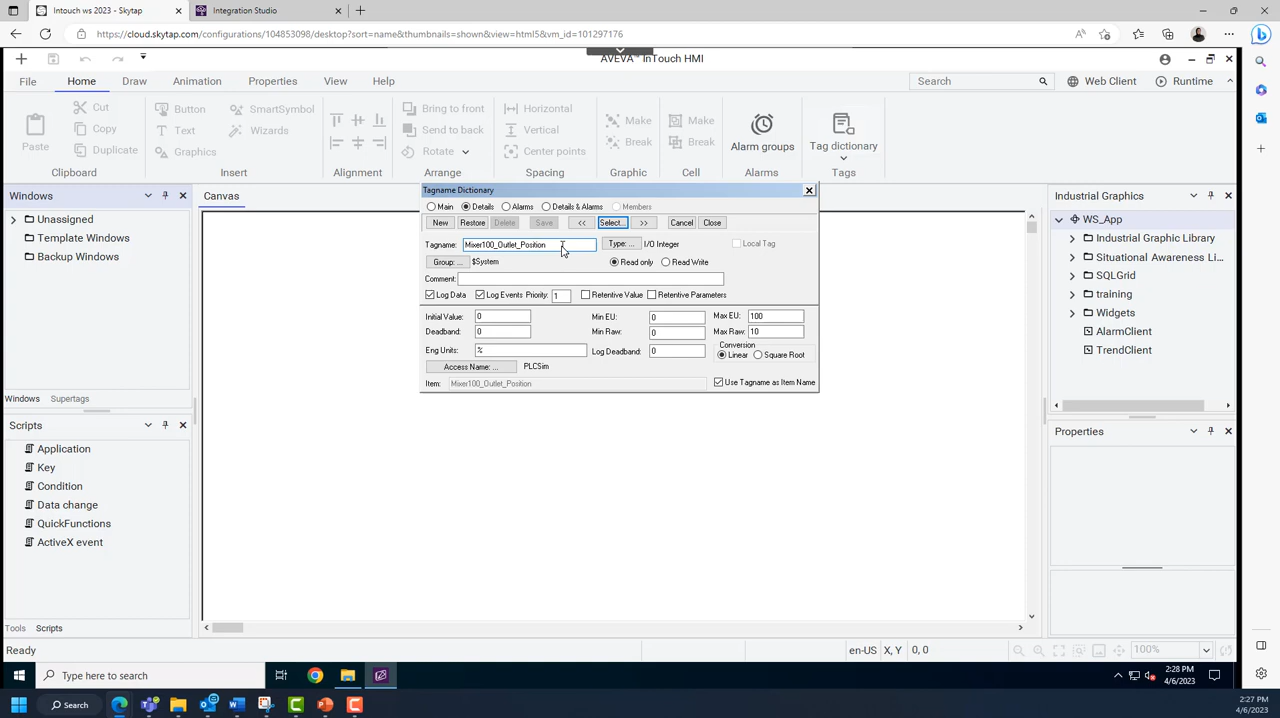 Intouch ws 2023 - Skytap
Integration Studio
https://cloud.skytap.com/configurations/104853098/desktop?sort=name&thumbnails=shown&view=html5&vm_id=101297176
AVEVA™ InTouch HMI
File Home Draw Animation Properties View Help Search Web Client Runtime
Paste
Cut
Copy
Duplicate
Clipboard
Button
Text
Graphics
SmartSymbol
Wizards
Insert
Alignment
Bring to front
Send to back
Rotate
Arrange
Horizontal
Vertical
Center points
Spacing
Make
Break
Graphic
Make
Break
Cell
Alarm groups
Alarms
Tag dictionary
Tags
Windows
Unassigned
Template Windows
Backup Windows
Windows Supertags
Scripts
Application
Key
Condition
Data change
QuickFunctions
ActiveX event
Tools Scripts
Canvas
Tagname Dictionary
Main Details Alarms Details & Alarms Members
New Restore Delete Save << Select... >> Cancel Close
Tagname: Mixer100_Outlet_Position Type: ... I/O Integer Local Tag
Group: ... $System Read only Read Write
Comment:
Log Data Log Events Priority: 1 Retentive Value Retentive Parameters
Initial Value: 0 Min EU: 0 Max EU: 100
Deadband: 0 Min Raw: 0 Max Raw: 10
Eng Units: % Log Deadband: 0 Conversion
Linear Square Root
Access Name: ... PLCSim
Item: Mixer100_Outlet_Position Use Tagname as Item Name
Industrial Graphics
WS_App
Industrial Graphic Library
Situational Awareness Li...
SQLGrid
training
Widgets
AlarmClient
TrendClient
Properties
Ready en-US X, Y 0, 0 100%
Type here to search
2:28 PM
4/6/2023
Search
2:27 PM
4/6/2023